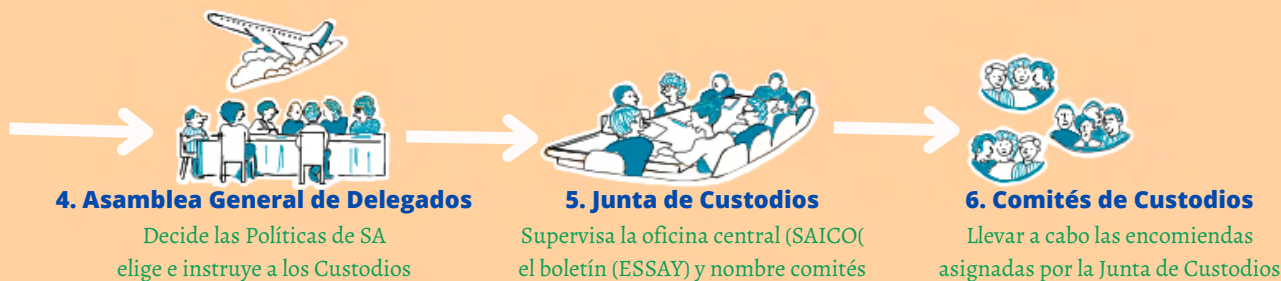 4. Asamblea General de Delegados
Decide las Políticas de SA
elige e instruye a los Custodios
5. Junta de Custodios
Supervisa la oficina central (SAICO(
el boletín (ESSAY) y nombre comités
6. Comités de Custodios
Llevar a cabo las encomiendas
asignadas por la Junta de Custodios